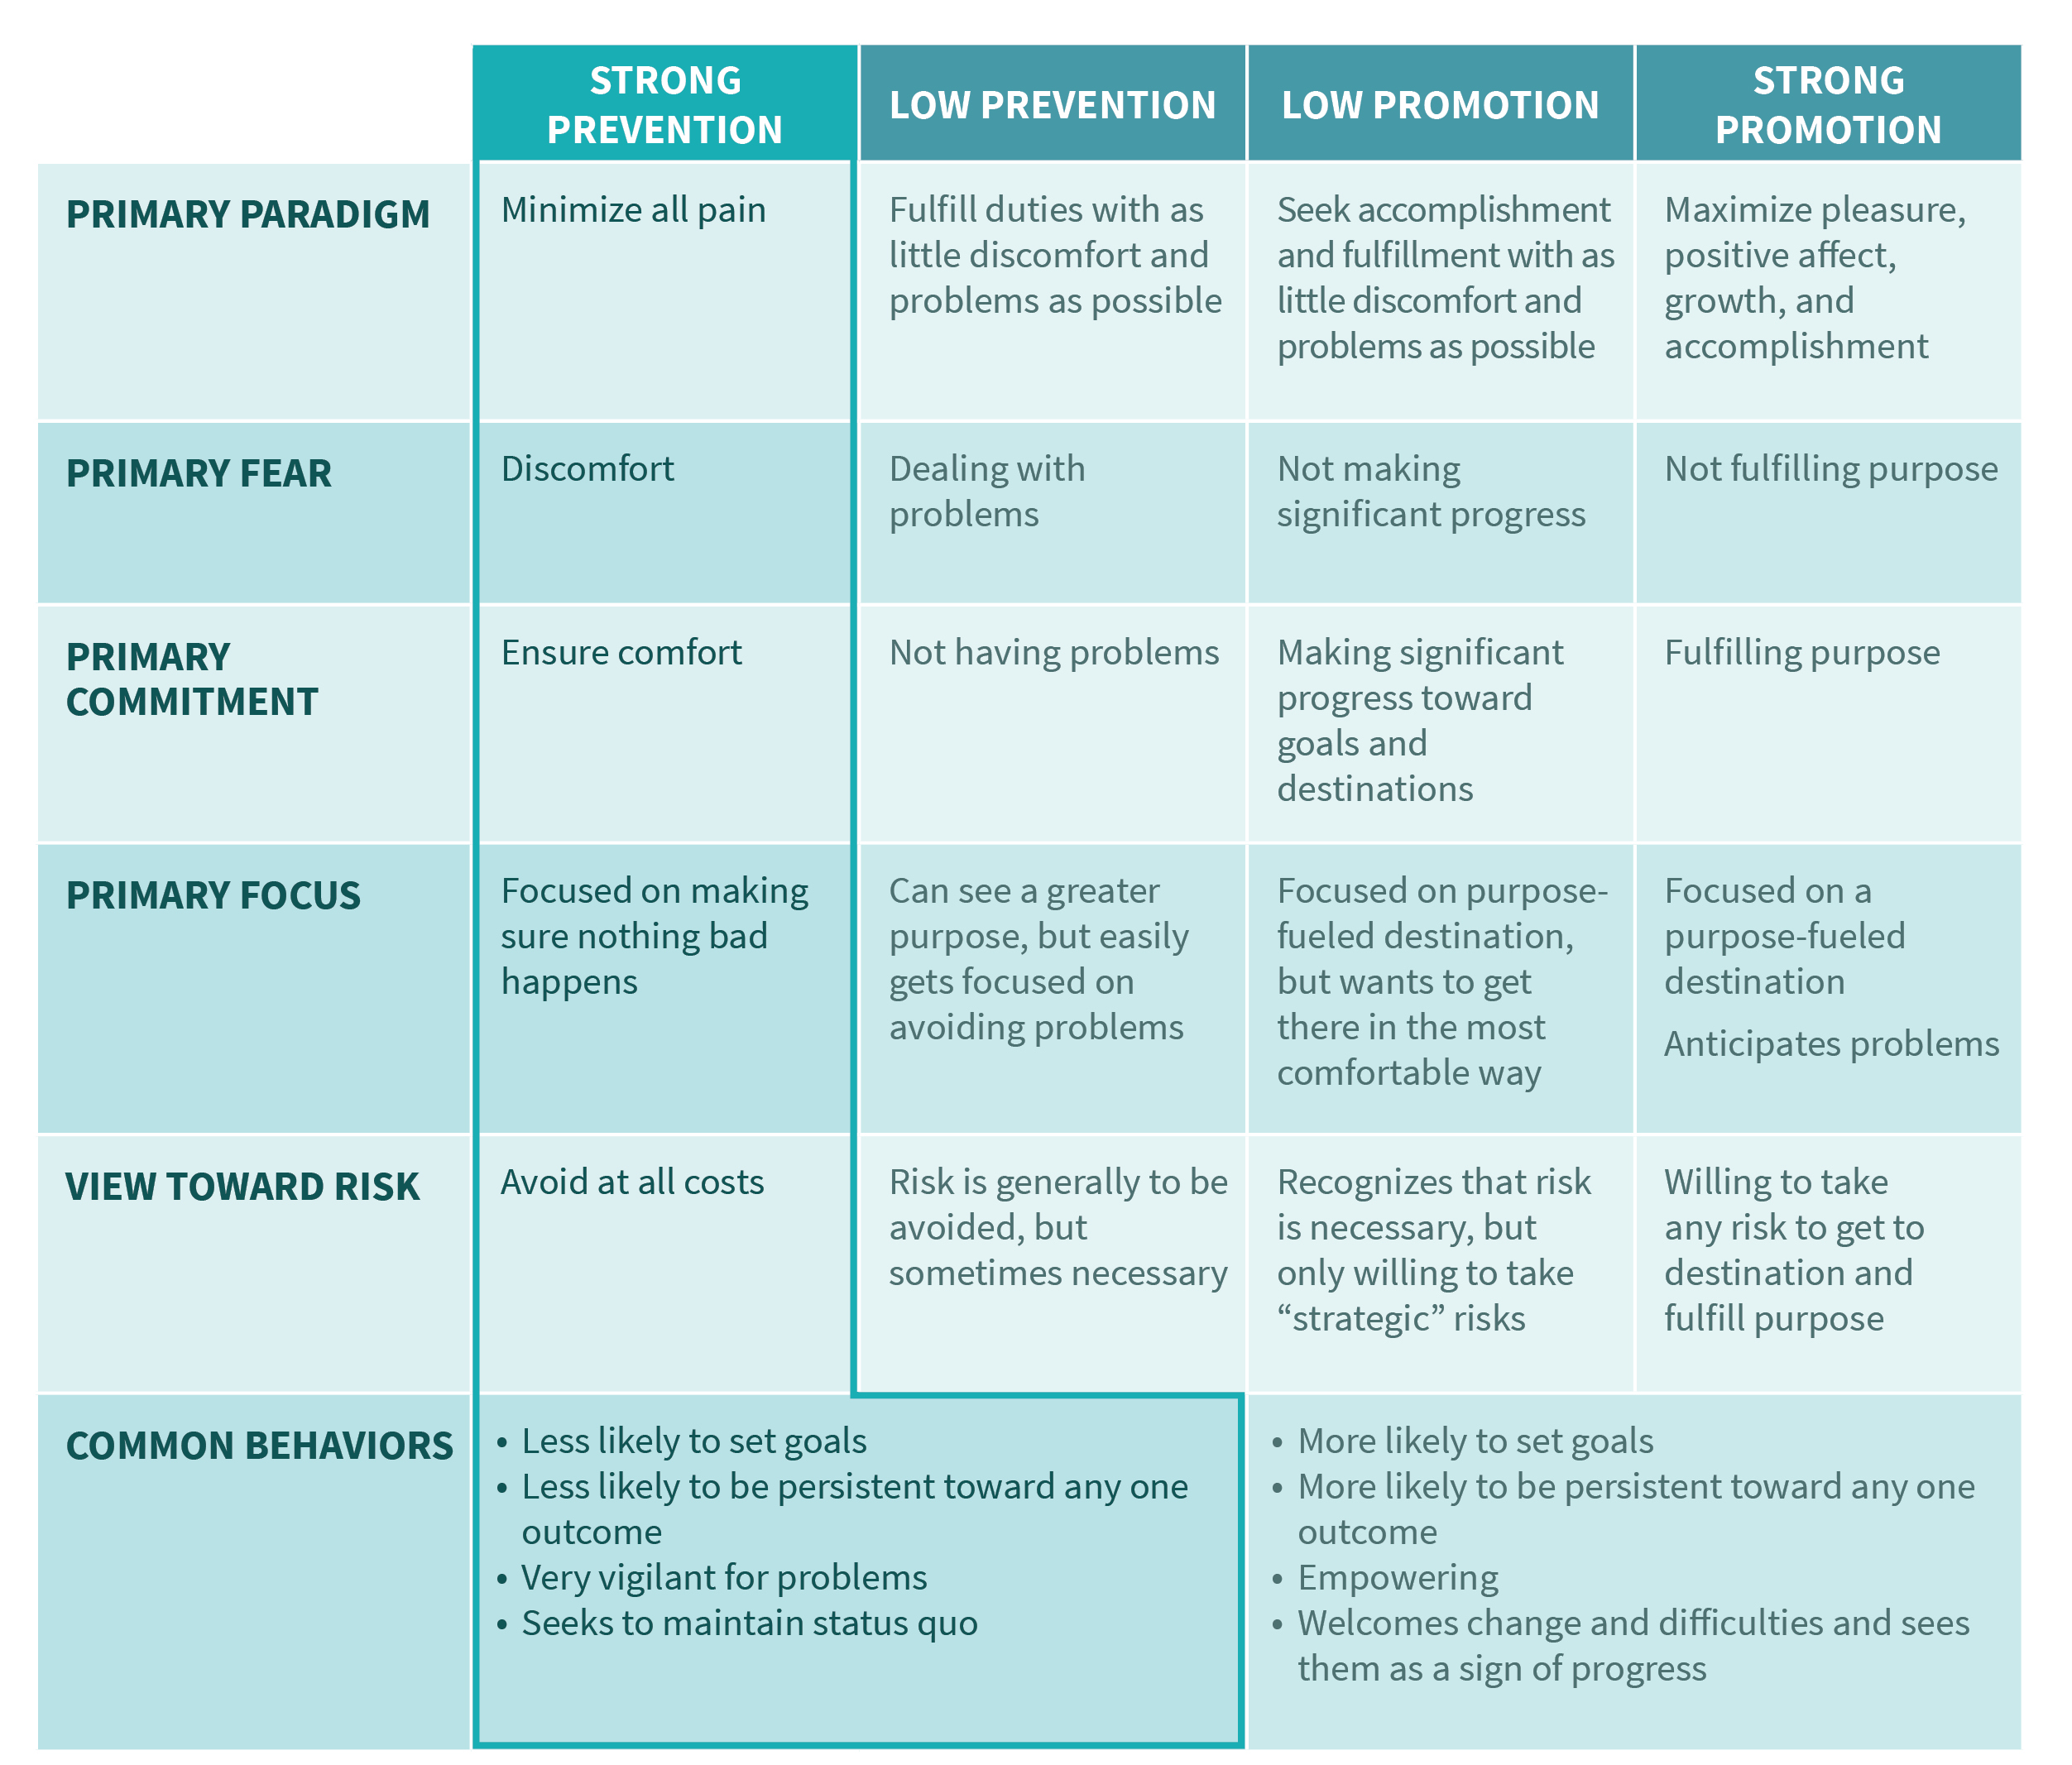 STRONG
PREVENTION
LOW PREVENTION
LOW PROMOTION
STRONG
PROMOTION
PRIMARY PARADIGM
Minimize all pain
Fulfill duties with as
little discomfort and
problems as possible
Seek accomplishment
and fulfillment with as
little discomfort and
problems as possible
Maximize pleasure,
positive affect,
growth, and
accomplishment
PRIMARY FEAR
Discomfort
Dealing with
problems
Not making
significant progress
Not fulfilling purpose
PRIMARY
COMMITMENT
Ensure comfort
Not having problems
Making significant
progress toward
goals and
destinations
Fulfilling purpose
PRIMARY FOCUS
Focused on making
sure nothing bad
happens
Can see a greater
purpose, but easily
gets focused on
avoiding problems
Focused on purpose-
fueled destination,
but wants to get
there in the most
comfortable way
Focused on a
purpose-fueled
destination
Anticipates problems
VIEW TOWARD RISK
Avoid at all costs
Risk is generally to be
avoided, but
sometimes necessary
Recognizes that risk
is necessary, but
only willing to take
“strategic” risks
Willing to take
any risk to get to
destination and
fulfill purpose
COMMON BEHAVIORS
• Less likely to set goals
• Less likely to be persistent toward any one
outcome
• Very vigilant for problems
• Seeks to maintain status quo
• More likely to set goals
• More likely to be persistent toward any one
outcome
• Empowering
• Welcomes change and difficulties and sees
them as a sign of progress